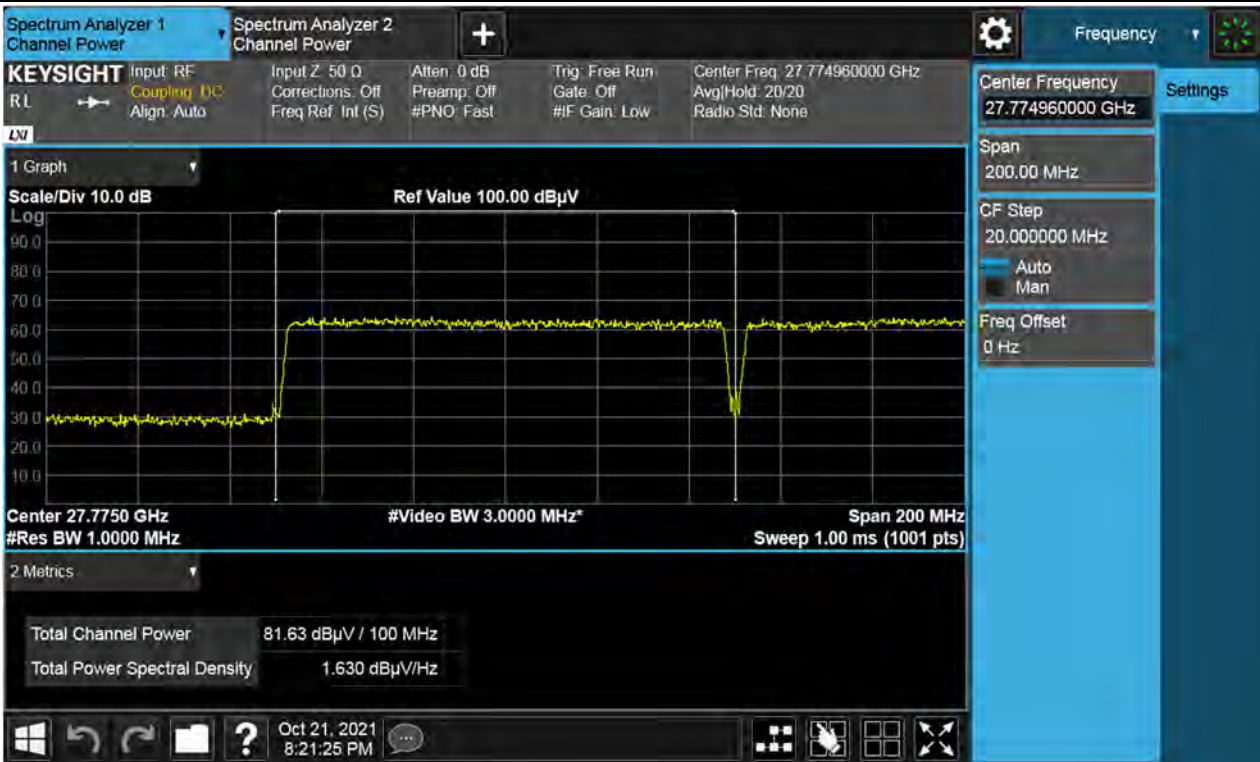 Spectrum Analyzer 1
Channel Power
Spectrum Analyzer 2
Channel Power
+
Frequency
KEYSIGHT
RL
LXI
Input: RF
Coupling: DC
Align: Auto
Input Z: 50 Ω
Corrections: Off
Freq Ref: Int (S)
Atten: 0 dB
Preamp: Off
#PNO: Fast
Trig: Free Run
Gate: Off
#IF Gain: Low
Center Freq: 27.774960000 GHz
Avg|Hold: 20/20
Radio Std: None
Center Frequency
27.774960000 GHz
Settings
Span
200.00 MHz
CF Step
20.000000 MHz
Auto
Man
Freq Offset
0 Hz
1 Graph
Scale/Div 10.0 dB
Ref Value 100.00 dBµV
Log
90.0
80.0
70.0
60.0
50.0
40.0
30.0
20.0
10.0
Center 27.7750 GHz
#Video BW 3.0000 MHz*
Span 200 MHz
#Res BW 1.0000 MHz
Sweep 1.00 ms (1001 pts)
2 Metrics
Total Channel Power 81.63 dBµV / 100 MHz
Total Power Spectral Density 1.630 dBµV/Hz
?
Oct 21, 2021
8:21:25 PM